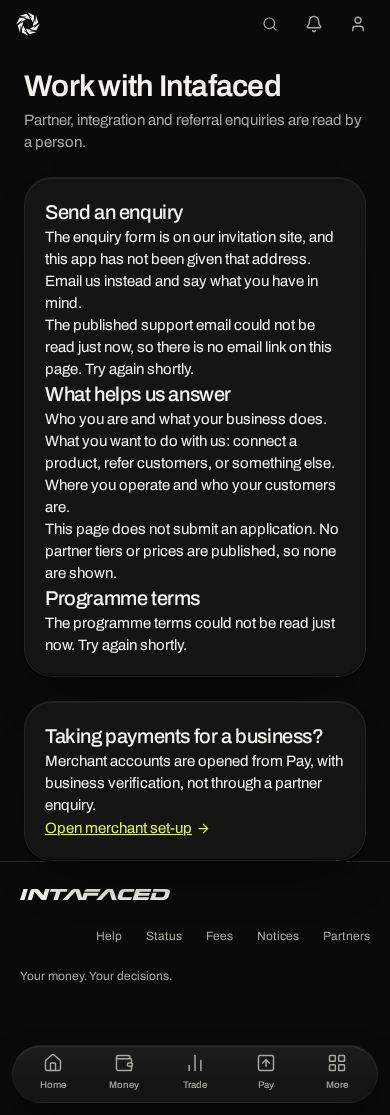 Work with Intafaced
Partner, integration and referral enquiries are read by
a person.
Send an enquiry
The enquiry form is on our invitation site, and
this app has not been given that address.
Email us instead and say what you have in
mind.
The published support email could not be
read just now, so there is no email link on this
page. Try again shortly.
What helps us answer
Who you are and what your business does.
What you want to do with us: connect a
product, refer customers, or something else.
Where you operate and who your customers
are.
This page does not submit an application. No
partner tiers or prices are published, so none
are shown.
Programme terms
The programme terms could not be read just
now. Try again shortly.
Taking payments for a business?
Merchant accounts are opened from Pay, with
business verification, not through a partner
enquiry.
Open merchant set-up →
INTAFACED
Help Status Fees Notices Partners
Your money. Your decisions.
Home Money Trade Pay More